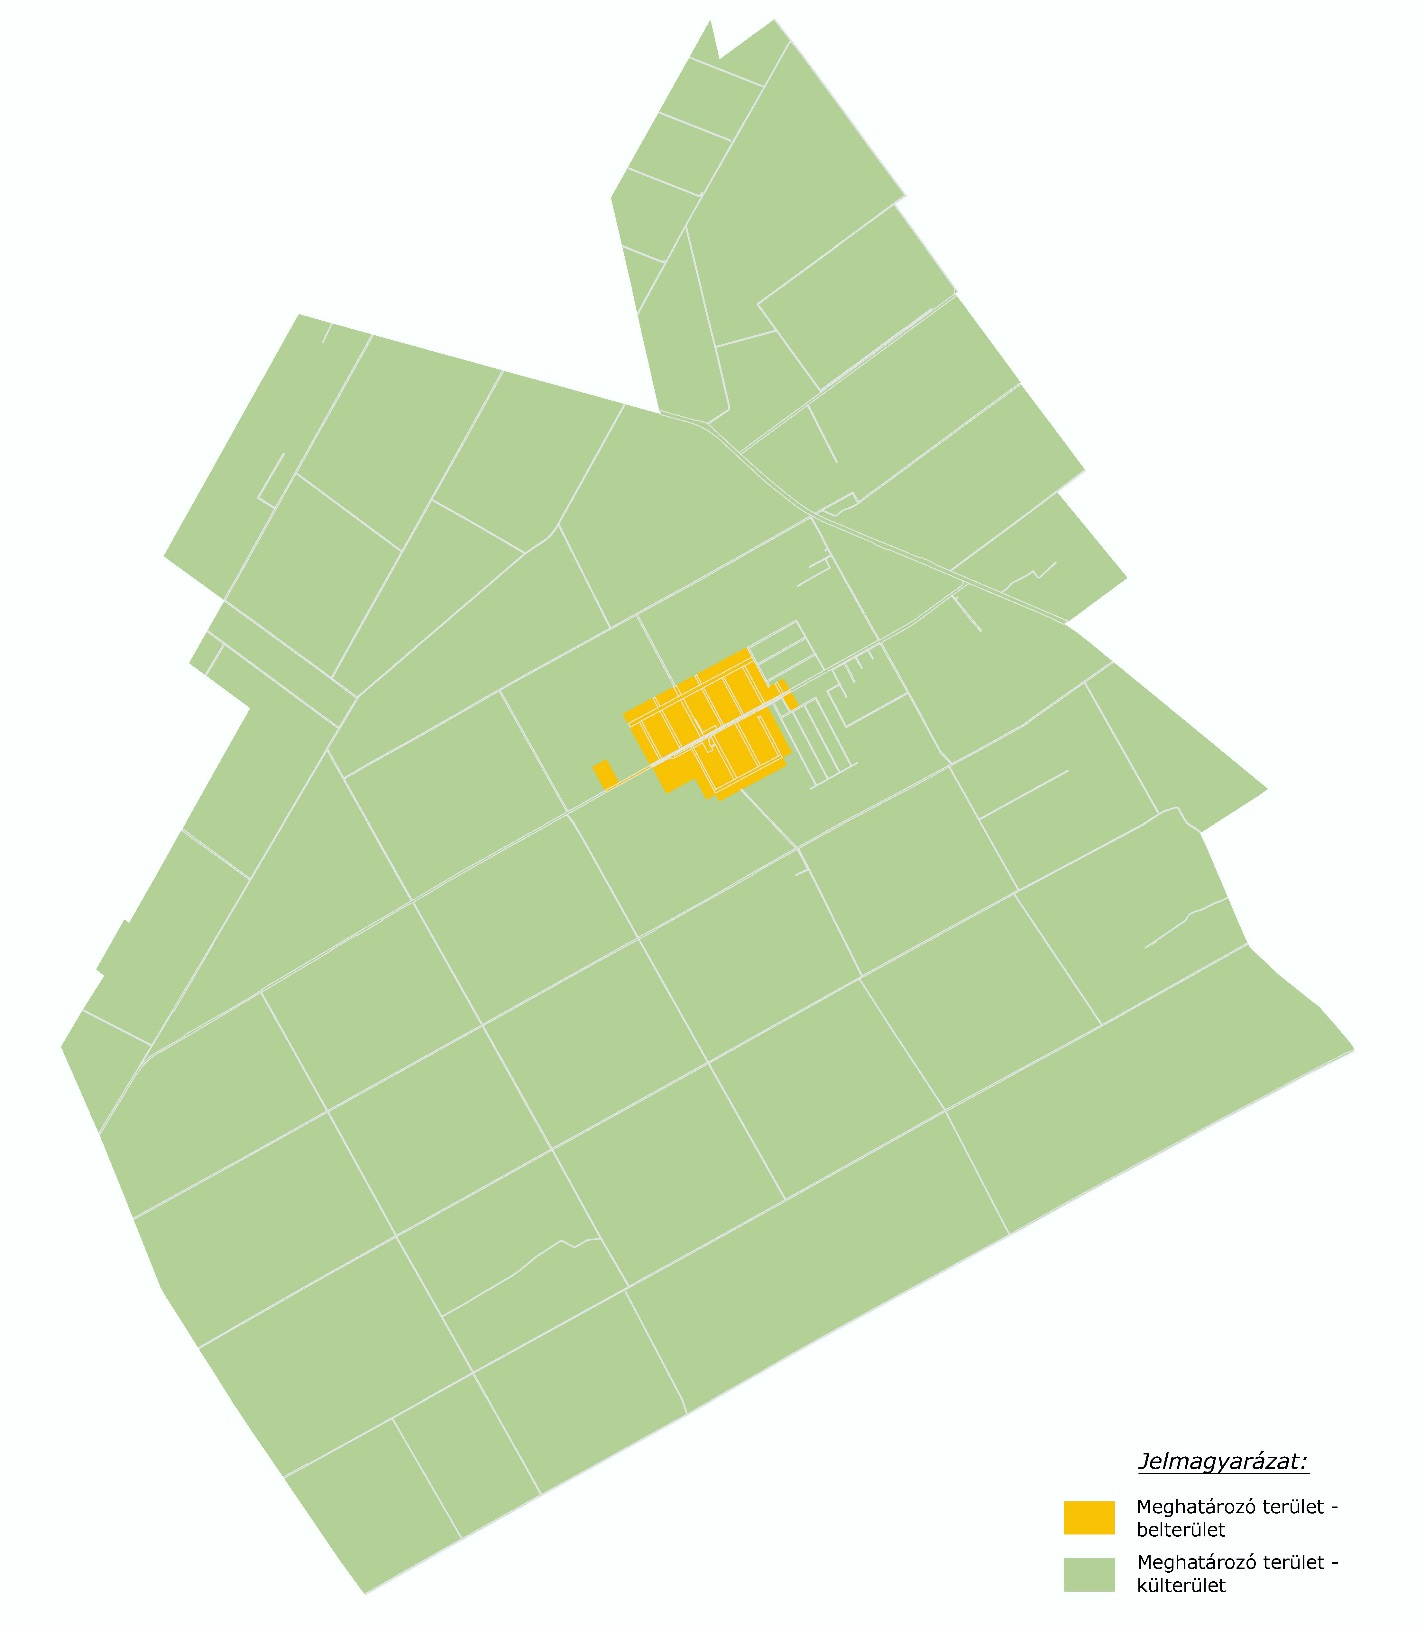 Jelmagyarázat:
Meghatározó terület -
belterület
Meghatározó terület -
külterület